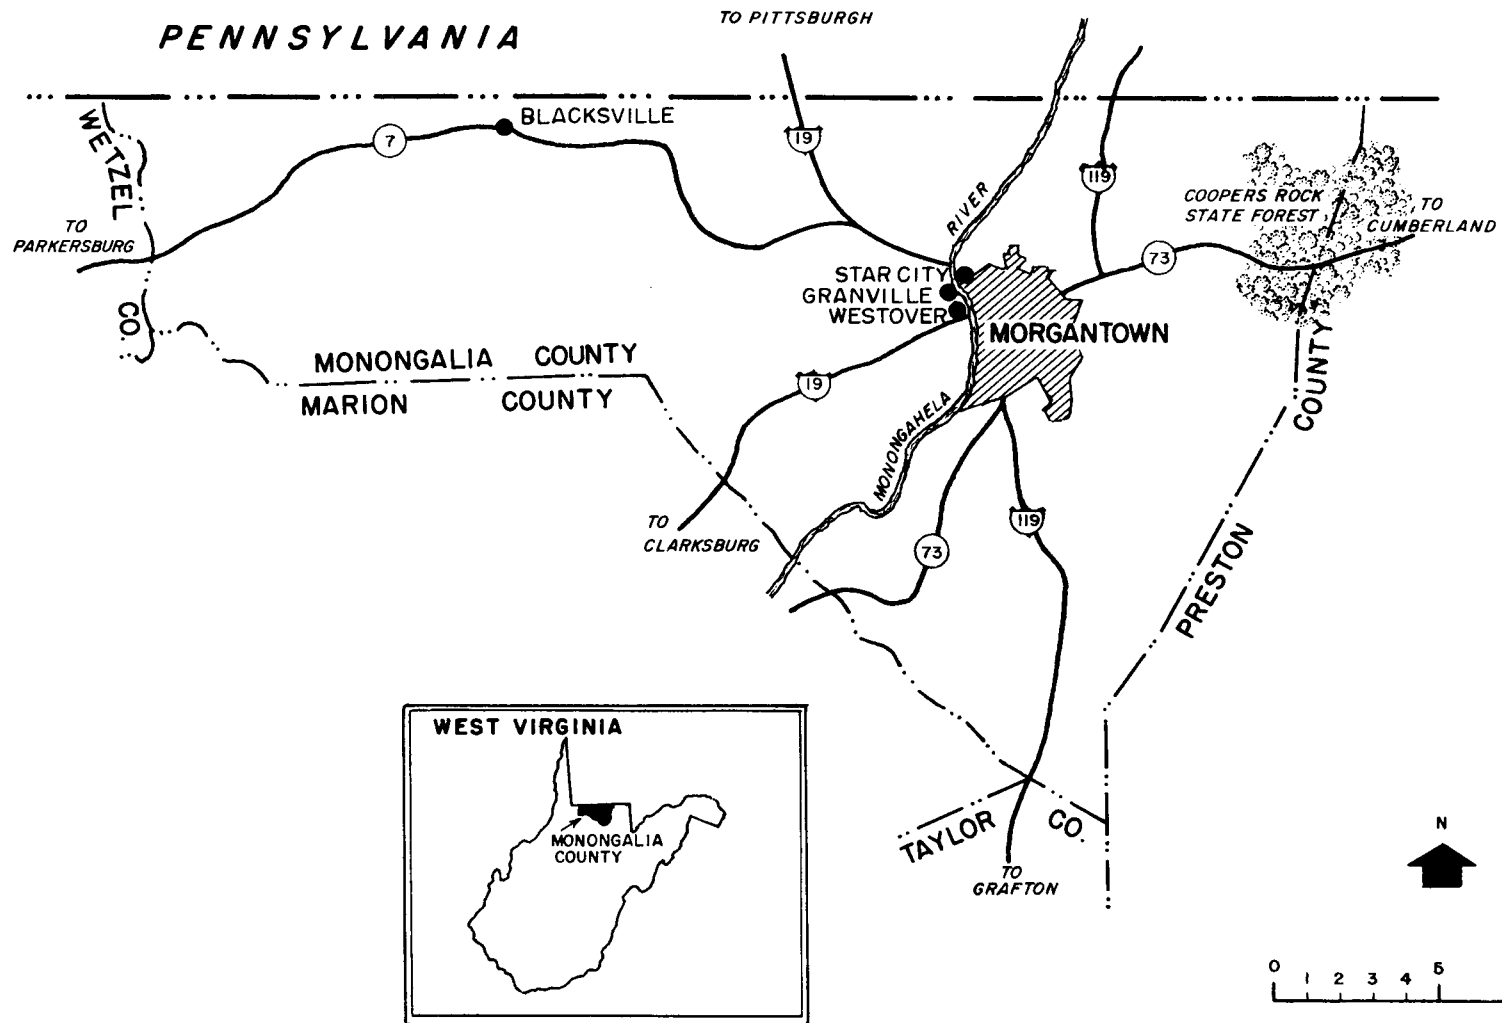 TO PITTSBURGH
PENNSYLVANIA
BLACKSVILLE
7
19
WETZEL
CO.
TO
PARKERSBURG
RIVER
119
COOPERS ROCK
STATE FOREST
TO
CUMBERLAND
73
STAR CITY
GRANVILLE
WESTOVER
MORGANTOWN
MONONGALIA COUNTY
MARION COUNTY
19
MONONGAHELA
PRESTON COUNTY
TO
CLARKSBURG
73
119
WEST VIRGINIA
MONONGALIA
COUNTY
TAYLOR CO.
TO
GRAFTON
N
0 1 2 3 4 5